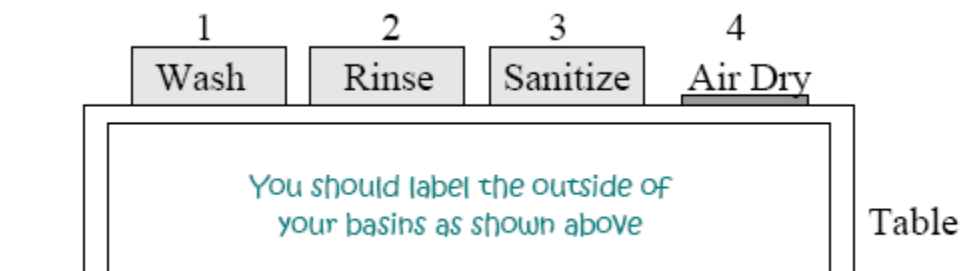 1 2 3 4
Wash Rinse Sanitize Air Dry
You should label the outside of
your basins as shown above
Table